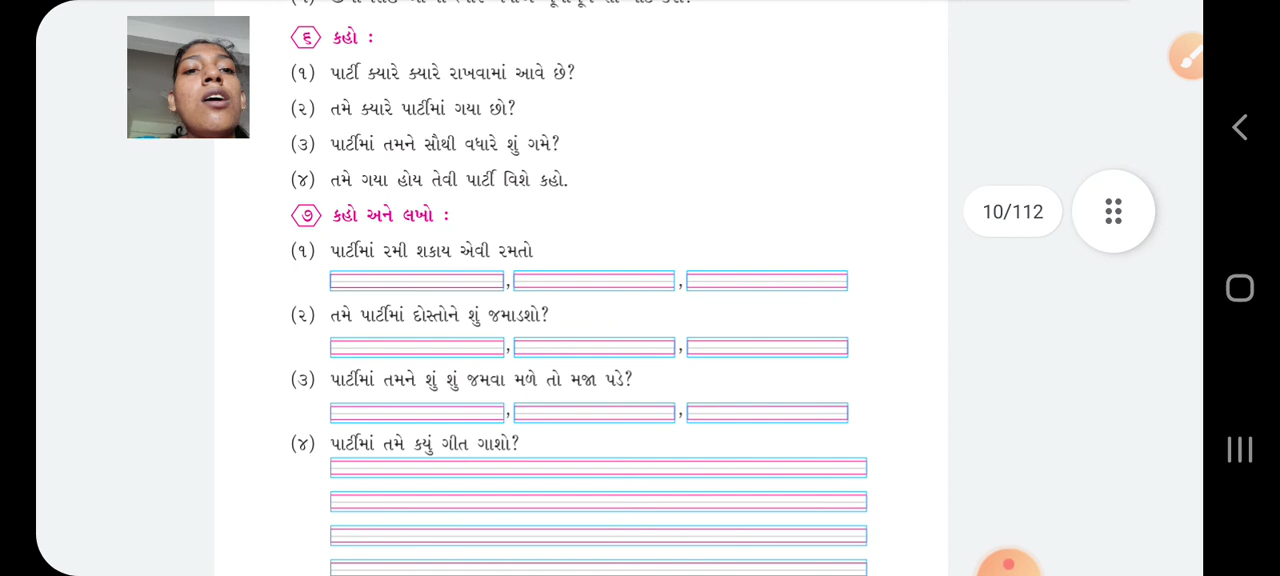 ૬ કહો :
(૧) પાર્ટી ક્યારે ક્યારે રાખવામાં આવે છે?
(૨) તમે ક્યારે પાર્ટીમાં ગયા છો?
(૩) પાર્ટીમાં તમને સૌથી વધારે શું ગમે?
(૪) તમે ગયા હોય તેવી પાર્ટી વિશે કહો.
૭ કહો અને લખો :
(૧) પાર્ટીમાં રમી શકાય એવી રમતો
, ,
(૨) તમે પાર્ટીમાં દોસ્તોને શું જમાડશો?
, ,
(૩) પાર્ટીમાં તમને શું શું જમવા મળે તો મજા પડે?
, ,
(૪) પાર્ટીમાં તમે કયું ગીત ગાશો?
10/112